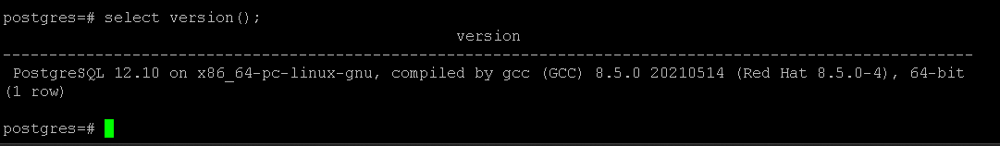 postgres=# select version();
version
---------------------------------------------------------------------------------------------------------
PostgreSQL 12.10 on x86_64-pc-linux-gnu, compiled by gcc (GCC) 8.5.0 20210514 (Red Hat 8.5.0-4), 64-bit
(1 row)
postgres=#